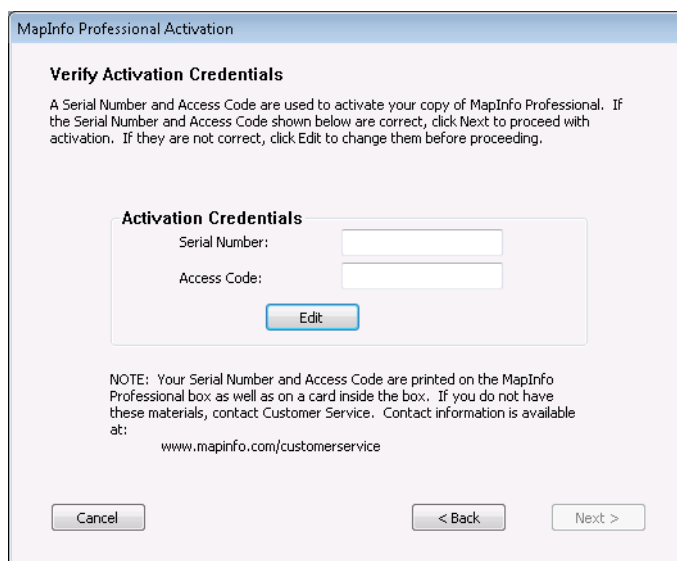 MapInfo Professional Activation
Verify Activation Credentials
A Serial Number and Access Code are used to activate your copy of MapInfo Professional. If
the Serial Number and Access Code shown below are correct, click Next to proceed with
activation. If they are not correct, click Edit to change them before proceeding.
Activation Credentials
Serial Number:
Access Code:
Edit
NOTE: Your Serial Number and Access Code are printed on the MapInfo
Professional box as well as on a card inside the box. If you do not have
these materials, contact Customer Service. Contact information is available
at:
www.mapinfo.com/customerservice
Cancel
< Back
Next >